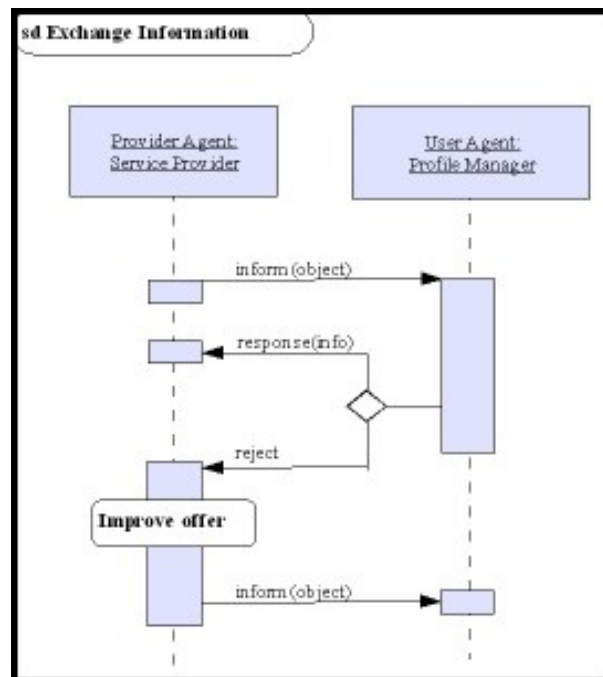 sd Exchange Information
Provider Agent:
Service Provider
User Agent:
Profile Manager
inform (object)
response(info)
reject
Improve offer
inform (object)